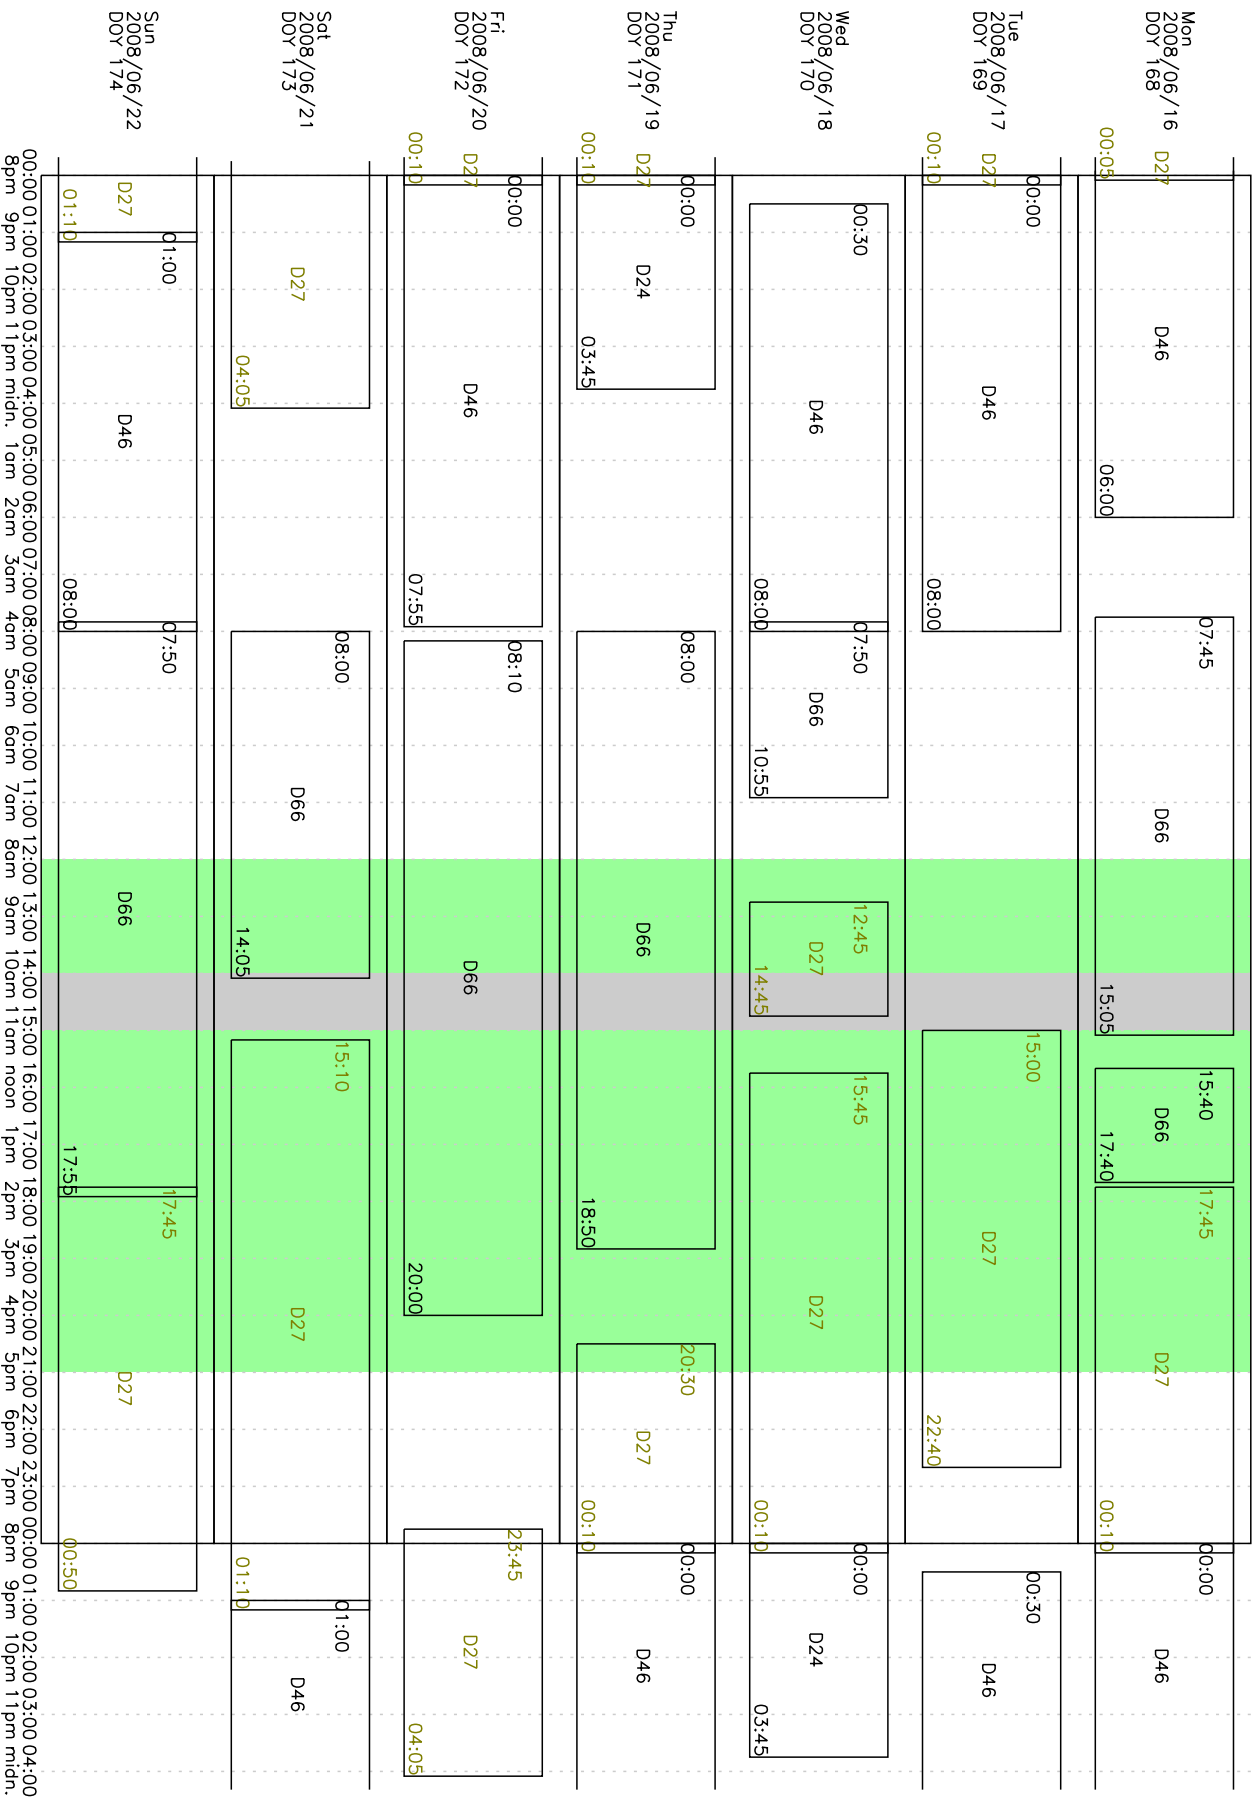 Mon
2008/06/16
DOY 168
D27
00:05
D46
06:00
07:45
D66
15:05
15:40
D66
17:40
17:45
D27
00:10
00:00
D46
Tue
2008/06/17
DOY 169
D27
00:10
00:00
D46
08:00
15:00
D27
22:40
00:30
D46
Wed
2008/06/18
DOY 170
00:30
D46
08:00
07:50
D66
10:55
12:45
D27
14:45
15:45
D27
00:10
00:00
D24
03:45
Thu
2008/06/19
DOY 171
D27
00:10
00:00
D24
03:45
08:00
D66
18:50
20:30
D27
00:10
00:00
D46
Fri
2008/06/20
DOY 172
D27
00:10
00:00
D46
07:55
08:10
D66
20:00
23:45
D27
04:05
Sat
2008/06/21
DOY 173
D27
04:05
08:00
D66
14:05
15:10
D27
01:10
01:00
D46
Sun
2008/06/22
DOY 174
D27
01:10
01:00
D46
08:00
07:50
D66
17:55
17:45
D27
00:50
00:00 01:00 02:00 03:00 04:00 05:00 06:00 07:00 08:00 09:00 10:00 11:00 12:00 13:00 14:00 15:00 16:00 17:00 18:00 19:00 20:00 21:00 22:00 23:00 00:00 01:00 02:00 03:00 04:00
8pm 9pm 10pm 11pm midn. 1am 2am 3am 4am 5am 6am 7am 8am 9am 10am 11am noon 1pm 2pm 3pm 4pm 5pm 6pm 7pm 8pm 9pm 10pm 11pm midn.